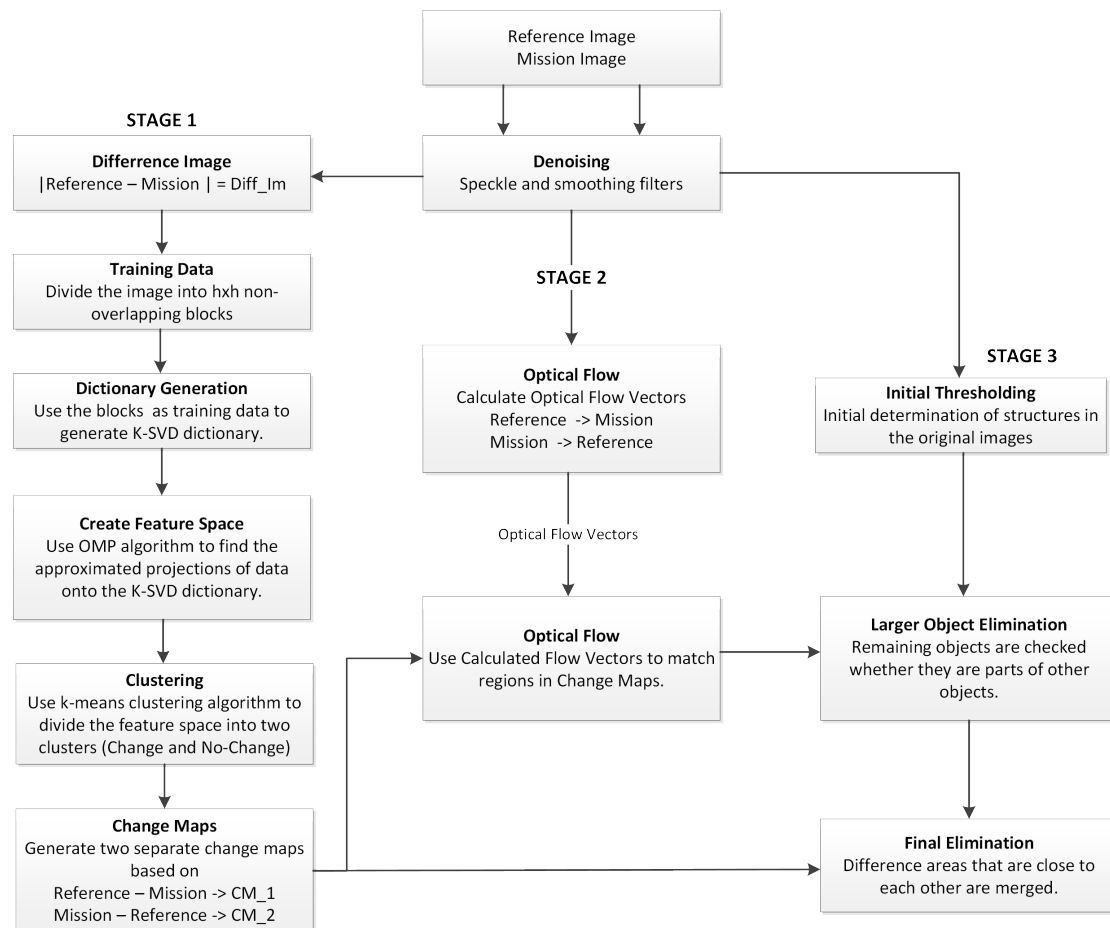 Reference Image
Mission Image
STAGE 1
Differrence Image
|Reference – Mission | = Diff_Im
Denoising
Speckle and smoothing filters
Training Data
Divide the image into hxh non-
overlapping blocks
STAGE 2
Dictionary Generation
Use the blocks as training data to
generate K-SVD dictionary.
Optical Flow
Calculate Optical Flow Vectors
Reference -> Mission
Mission -> Reference
STAGE 3
Initial Thresholding
Initial determination of structures in
the original images
Create Feature Space
Use OMP algorithm to find the
approximated projections of data
onto the K-SVD dictionary.
Optical Flow Vectors
Clustering
Use k-means clustering algorithm to
divide the feature space into two
clusters (Change and No-Change)
Optical Flow
Use Calculated Flow Vectors to match
regions in Change Maps.
Larger Object Elimination
Remaining objects are checked
whether they are parts of other
objects.
Change Maps
Generate two separate change maps
based on
Reference – Mission -> CM_1
Mission – Reference -> CM_2
Final Elimination
Difference areas that are close to
each other are merged.